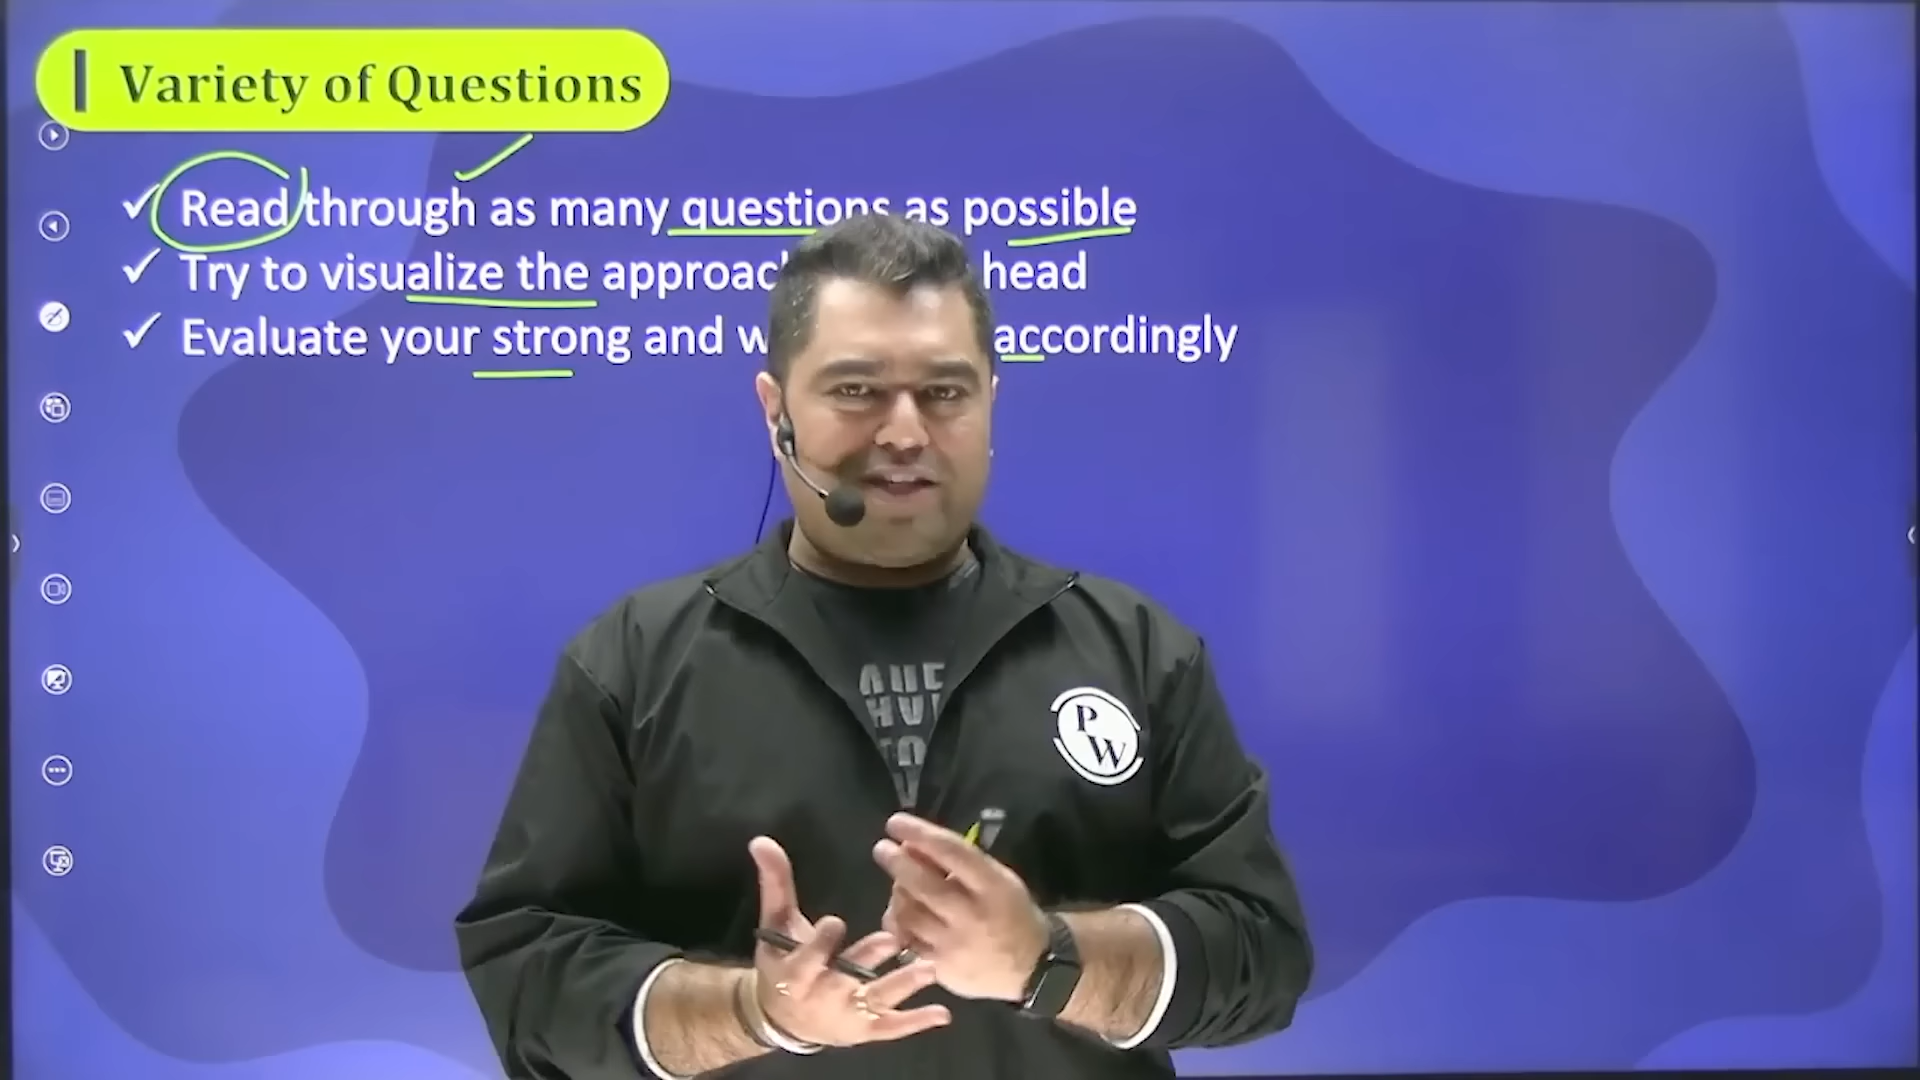 Variety of Questions
Read through as many questions as possible
Try to visualize the approach head
Evaluate your strong and accordingly
P
W